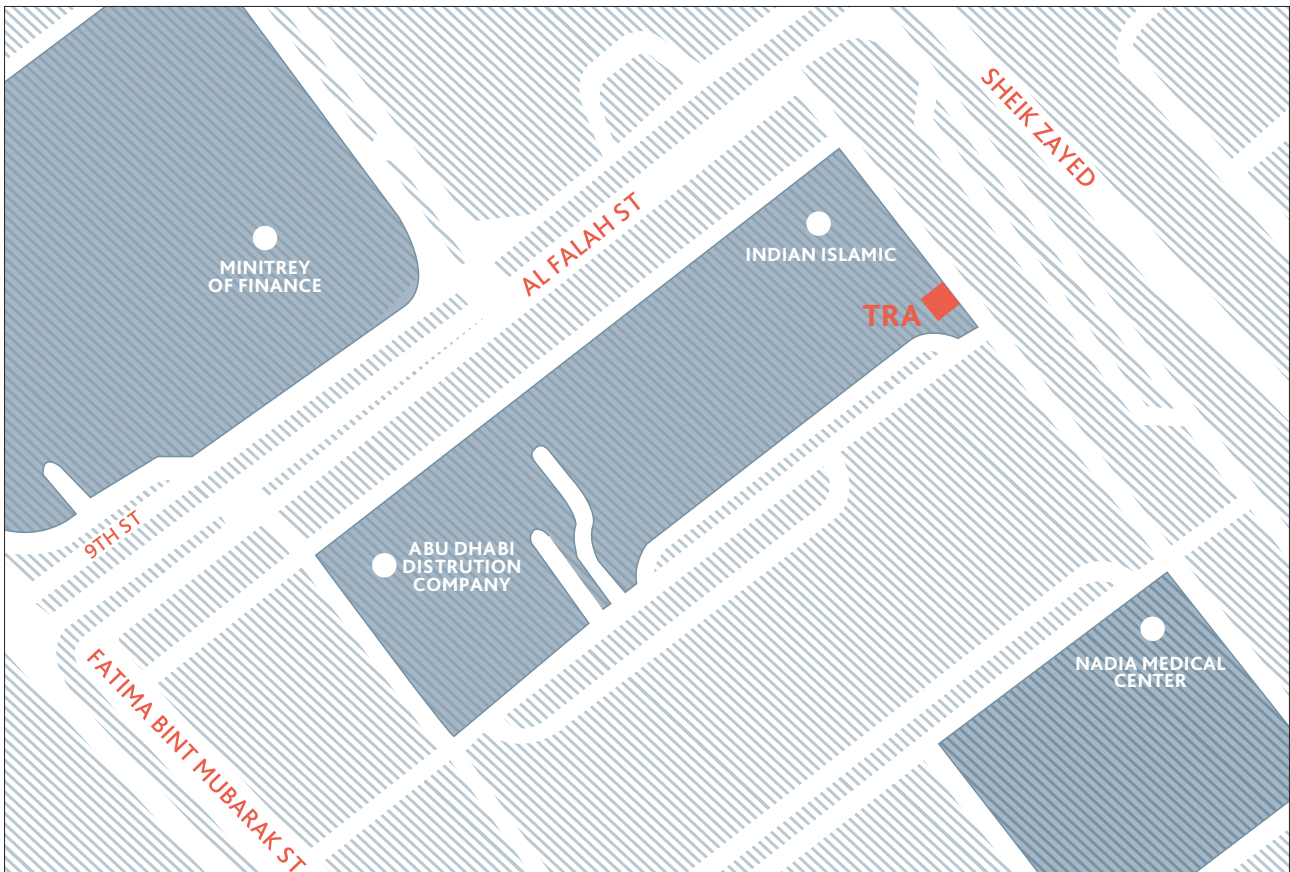 SHEIK ZAYED
AL FALAH ST
INDIAN ISLAMIC
MINITREY
OF FINANCE
TRA
9TH ST
ABU DHABI
DISTRUTION
COMPANY
FATIMA BINT MUBARAK ST
NADIA MEDICAL
CENTER